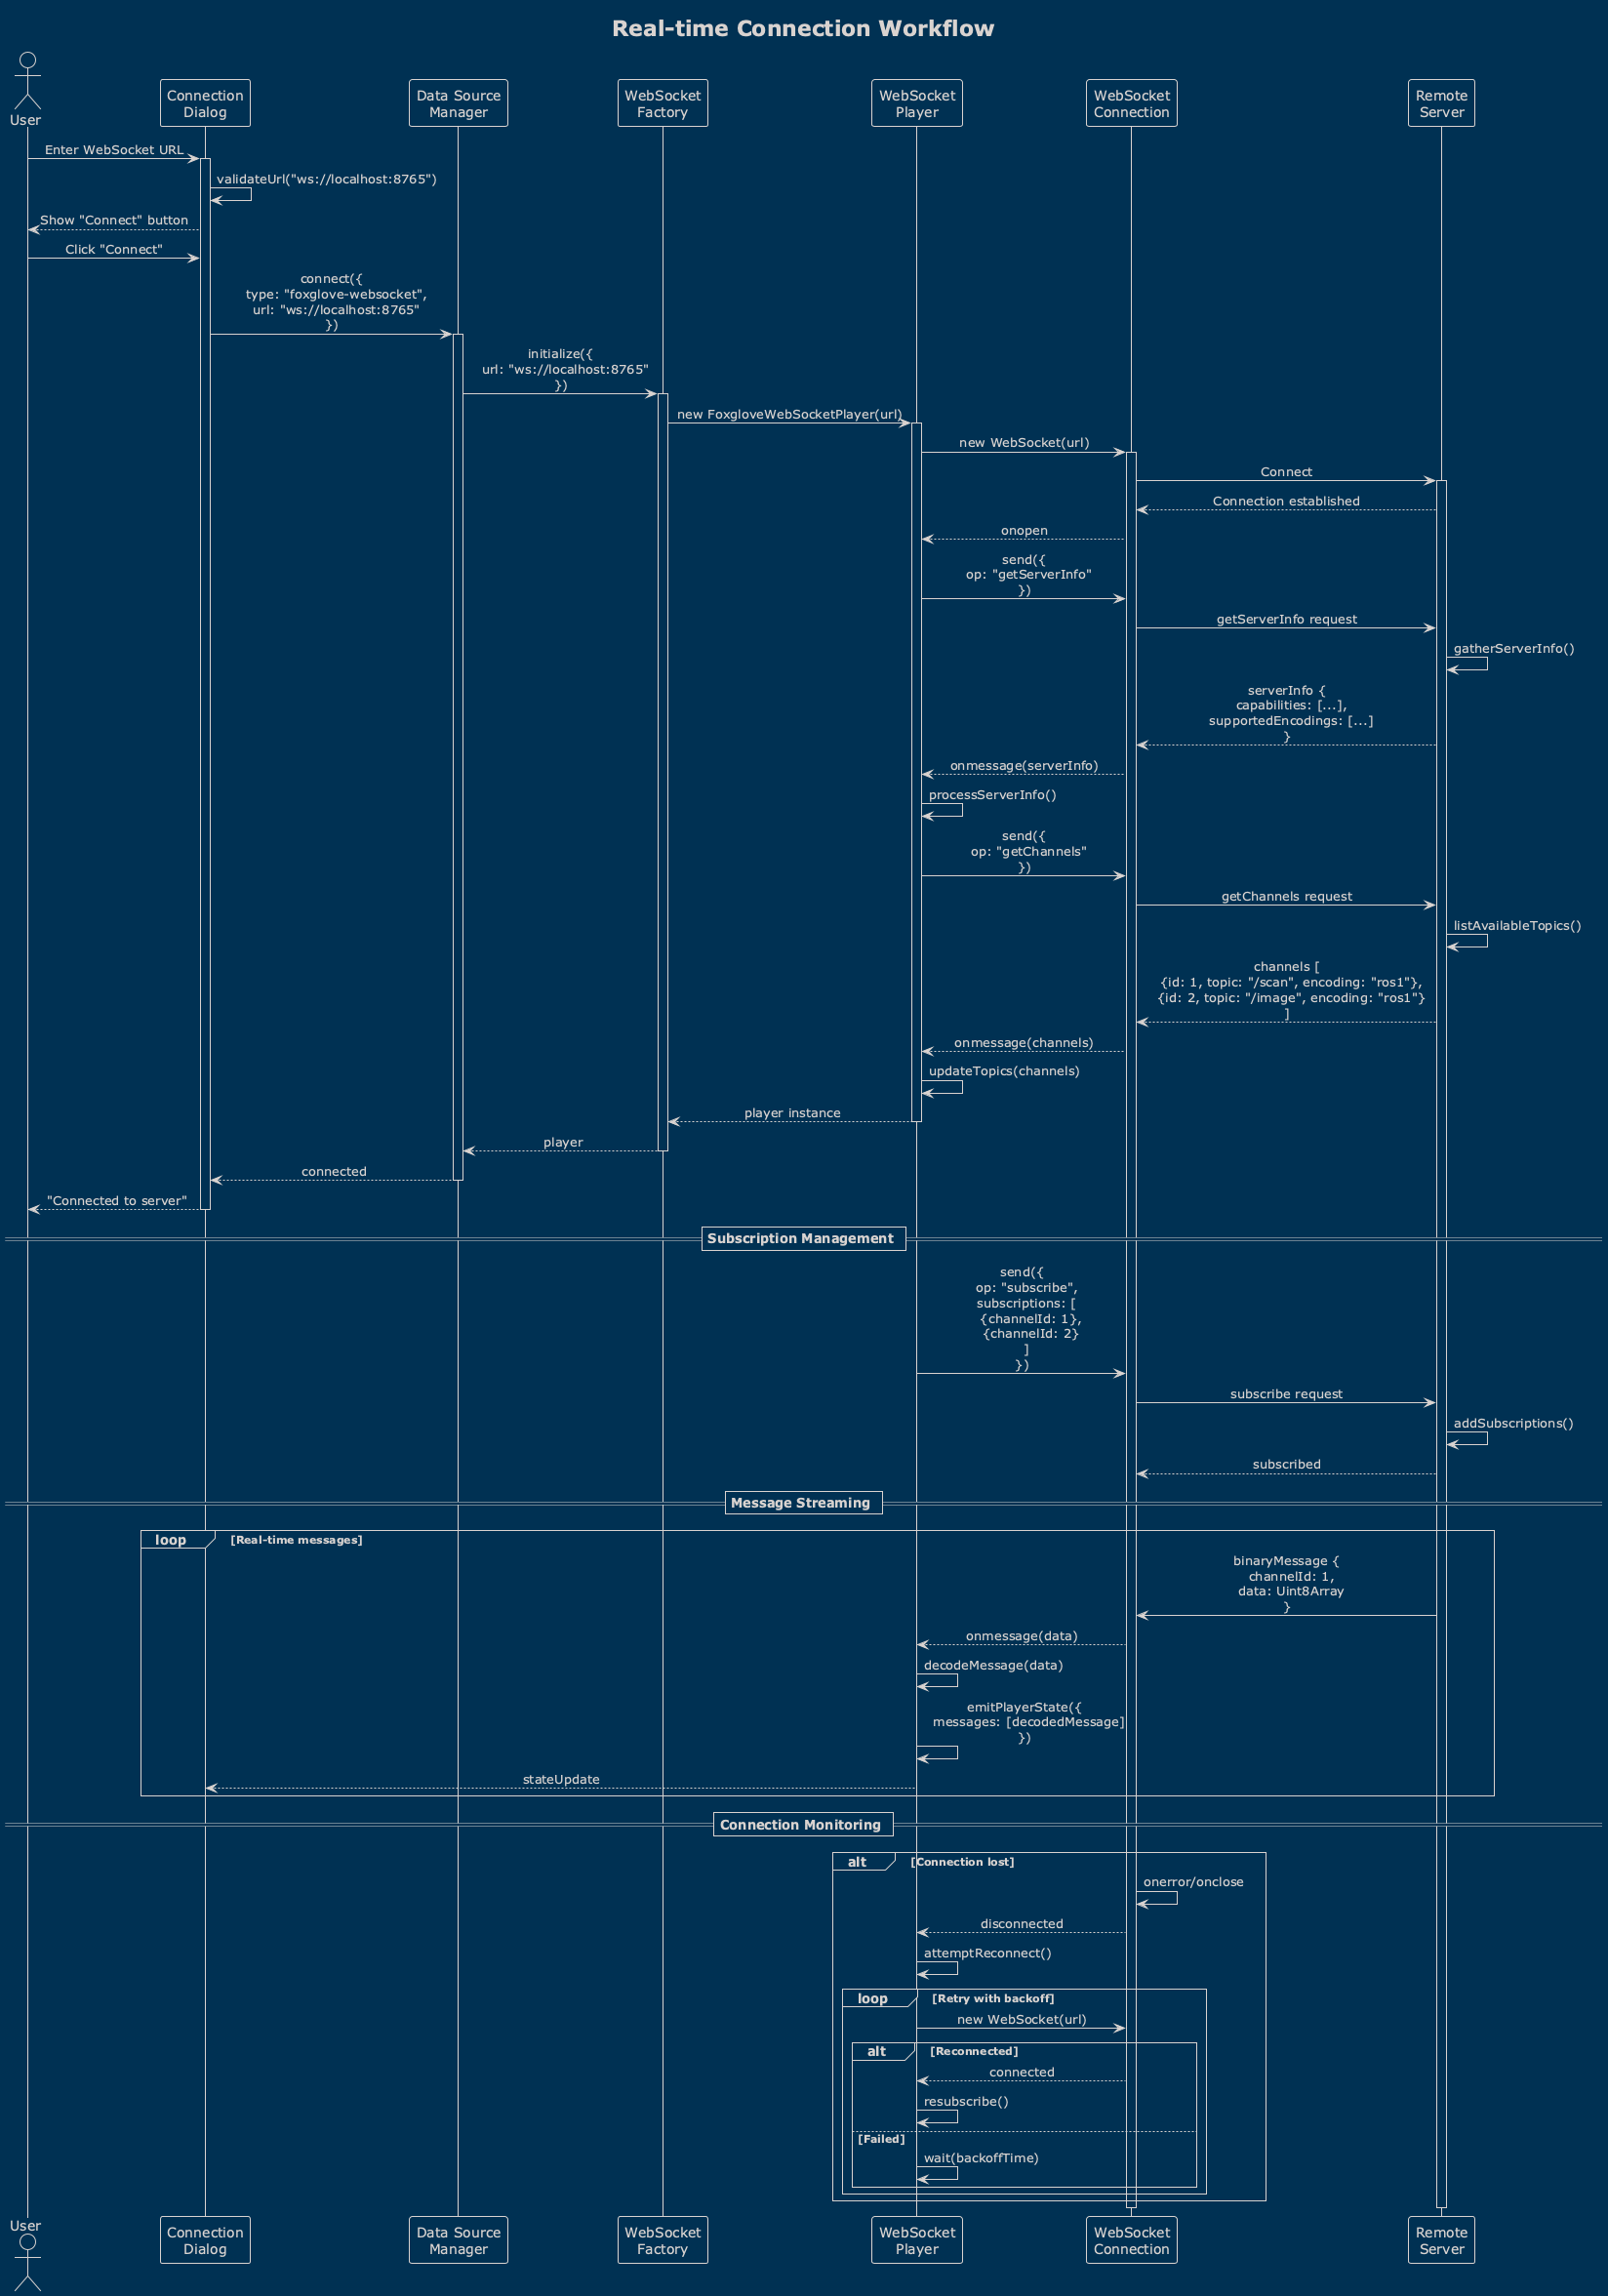 Real-time Connection Workflow
User
Connection
Dialog
Data Source
Manager
WebSocket
Factory
WebSocket
Player
WebSocket
Connection
Remote
Server
Enter WebSocket URL
validateUrl("ws://localhost:8765")
Show "Connect" button
Click "Connect"
connect({
type: "foxglove-websocket",
url: "ws://localhost:8765"
})
initialize({
url: "ws://localhost:8765"
})
new FoxgloveWebSocketPlayer(url)
new WebSocket(url)
Connect
Connection established
onopen
send({
op: "getServerInfo"
})
getServerInfo request
gatherServerInfo()
serverInfo {
capabilities: [...],
supportedEncodings: [...]
}
onmessage(serverInfo)
processServerInfo()
send({
op: "getChannels"
})
getChannels request
listAvailableTopics()
channels [
{id: 1, topic: "/scan", encoding: "ros1"},
{id: 2, topic: "/image", encoding: "ros1"}
]
onmessage(channels)
updateTopics(channels)
player instance
player
connected
"Connected to server"
Subscription Management
send({
op: "subscribe",
subscriptions: [
{channelId: 1},
{channelId: 2}
]
})
subscribe request
addSubscriptions()
subscribed
Message Streaming
loop [Real-time messages]
binaryMessage {
channelId: 1,
data: Uint8Array
}
onmessage(data)
decodeMessage(data)
emitPlayerState({
messages: [decodedMessage]
})
stateUpdate
Connection Monitoring
alt [Connection lost]
onerror/onclose
disconnected
attemptReconnect()
loop [Retry with backoff]
new WebSocket(url)
alt [Reconnected]
connected
resubscribe()
[Failed]
wait(backoffTime)
User
Connection
Dialog
Data Source
Manager
WebSocket
Factory
WebSocket
Player
WebSocket
Connection
Remote
Server